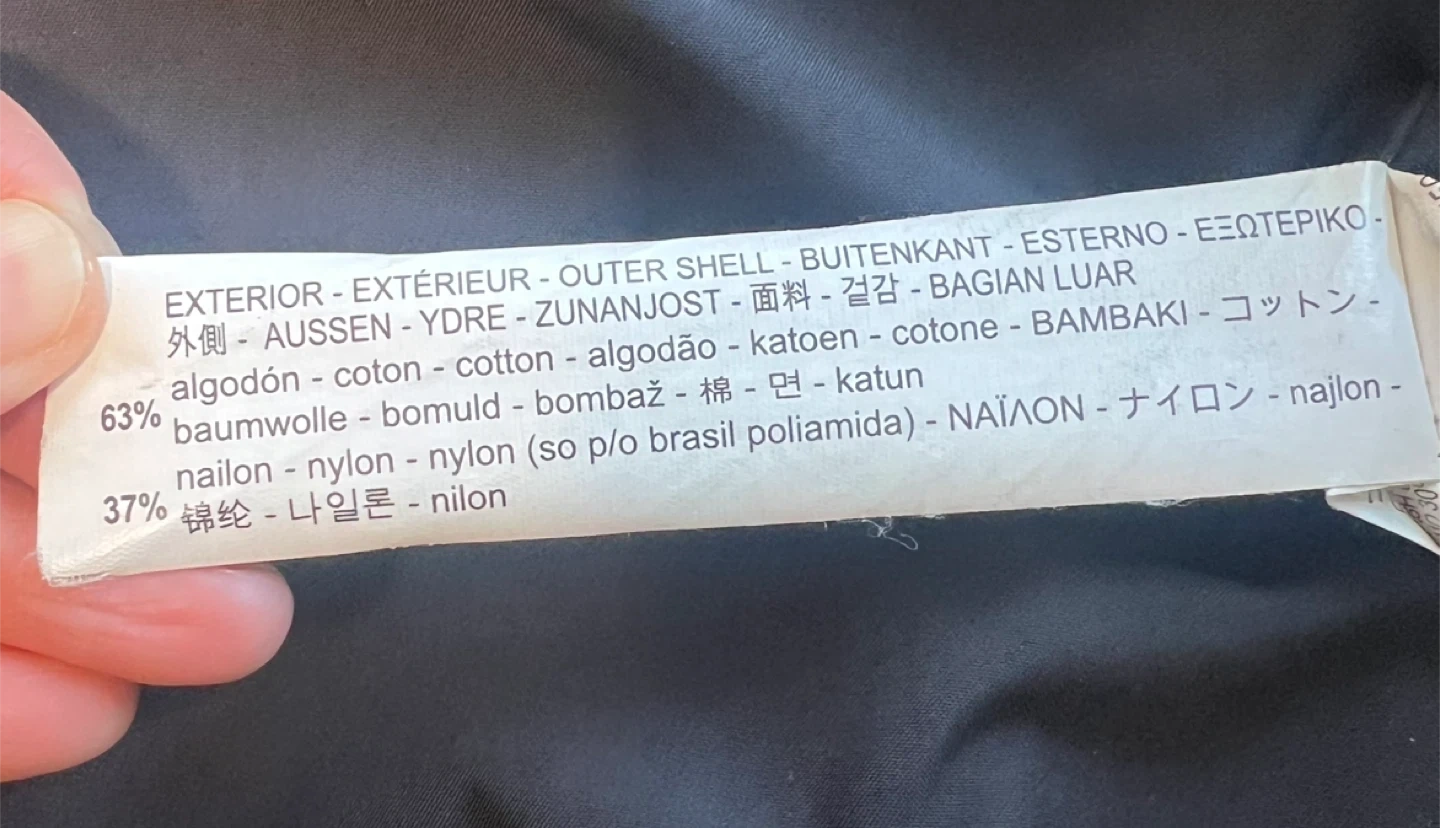 EXTERIOR - EXTÉRIEUR - OUTER SHELL - BUITENKANT - ESTERNO - ΕΞΩΤΕΡΙΚΟ -
外側 - AUSSEN - YDRE - ZUNANJOST - 面料 - 겉감 - BAGIAN LUAR
63% algodón - coton - cotton - algodão - katoen - cotone - BAMBAKI - コットン -
baumwolle - bomuld - bombaž - 棉 - 면 - katun
37% nailon - nylon - nylon (so p/o brasil poliamida) - ΝΑΪΛΟΝ - ナイロン - najlon -
锦纶 - 나일론 - nilon